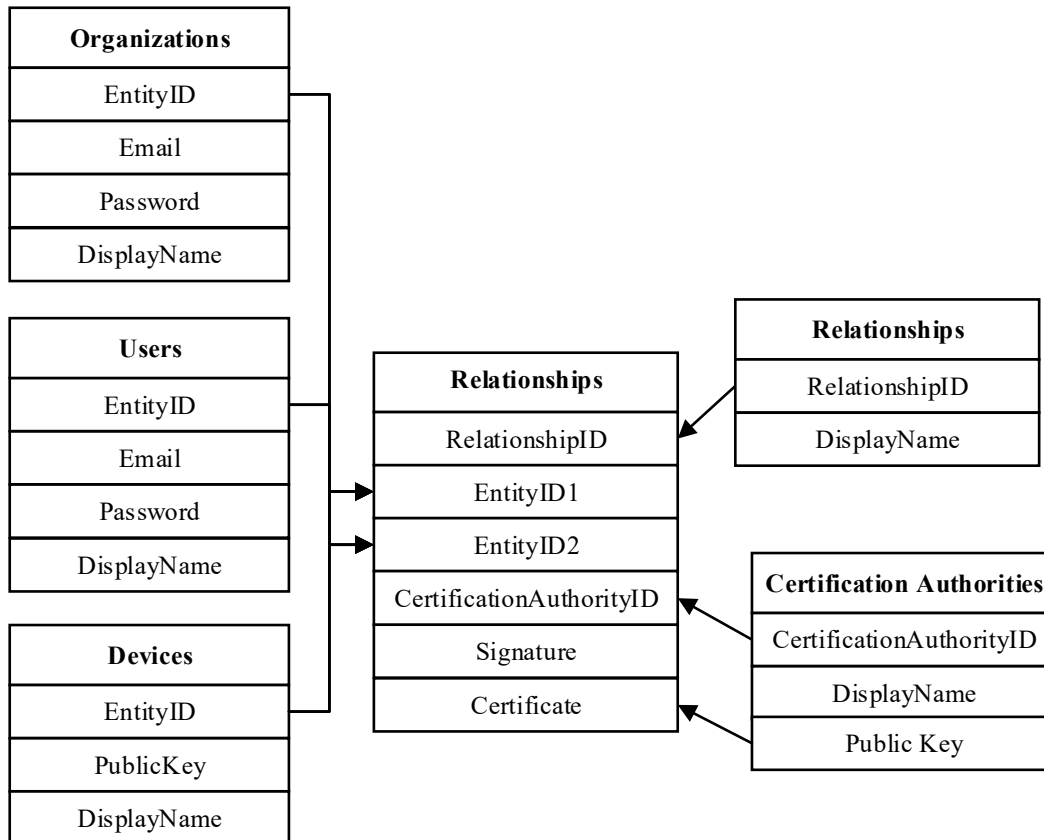 Organizations
EntityID
Email
Password
DisplayName
Users
EntityID
Email
Password
DisplayName
Devices
EntityID
PublicKey
DisplayName
Relationships
RelationshipID
EntityID1
EntityID2
CertificationAuthorityID
Signature
Certificate
Relationships
RelationshipID
DisplayName
Certification Authorities
CertificationAuthorityID
DisplayName
Public Key